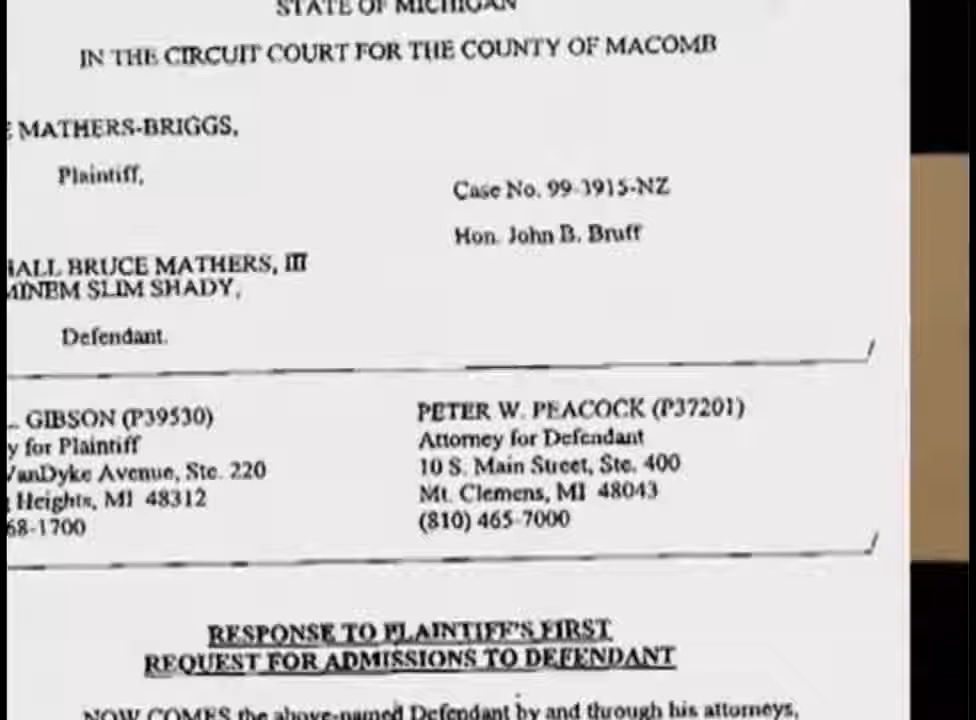 STATE OF MICHIGAN
IN THE CIRCUIT COURT FOR THE COUNTY OF MACOMB
E MATHERS-BRIGGS,
Plaintiff,
Case No. 99-3915-NZ
Hon. John B. Bruff
HALL BRUCE MATHERS, III
MINEM SLIM SHADY,
Defendant.
/
L. GIBSON (P39530)
y for Plaintiff
VanDyke Avenue, Ste. 220
g Heights, MI 48312
68-1700
PETER W. PEACOCK (P37201)
Attorney for Defendant
10 S. Main Street, Ste. 400
Mt. Clemens, MI 48043
(810) 465-7000
/
RESPONSE TO PLAINTIFF'S FIRST
REQUEST FOR ADMISSIONS TO DEFENDANT
NOW COMES the above-named Defendant by and through his attorneys,